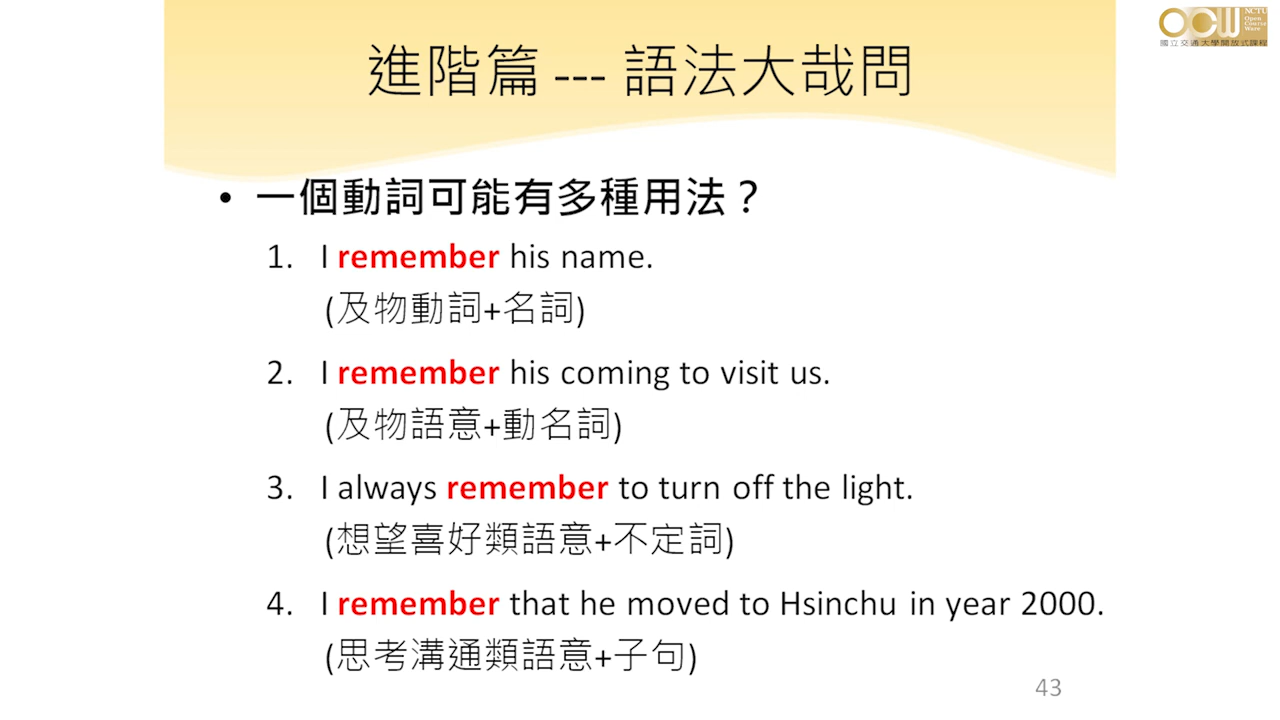 OCW NCTU
Open
Course
Ware
國立交通大學開放式課程
進階篇 --- 語法大哉問
• 一個動詞可能有多種用法？
1. I remember his name.
(及物動詞+名詞)
2. I remember his coming to visit us.
(及物語意+動名詞)
3. I always remember to turn off the light.
(想望喜好類語意+不定詞)
4. I remember that he moved to Hsinchu in year 2000.
(思考溝通類語意+子句)
43